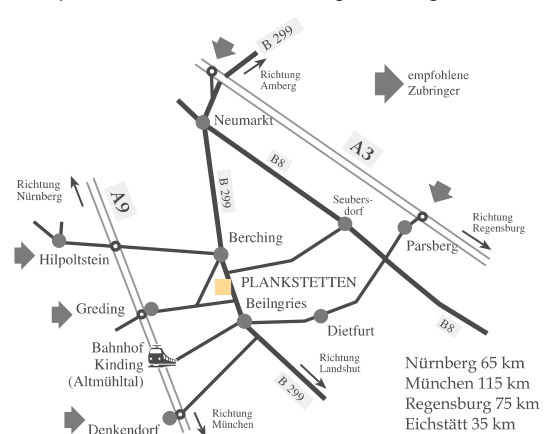 B 299
Richtung
Amberg
empfohlene
Zubringer
Neumarkt
A3
B8
Richtung
Nürnberg
A9
B 299
Seubers-
dorf
Richtung
Regensburg
Parsberg
Berching
Hilpoltstein
PLANKSTETTEN
Beilngries
Greding
Dietfurt
B8
Bahnhof
Kinding
(Altmühltal)
Richtung
Landshut
B 299
Nürnberg 65 km
München 115 km
Regensburg 75 km
Eichstätt 35 km
Richtung
München
Denkendorf